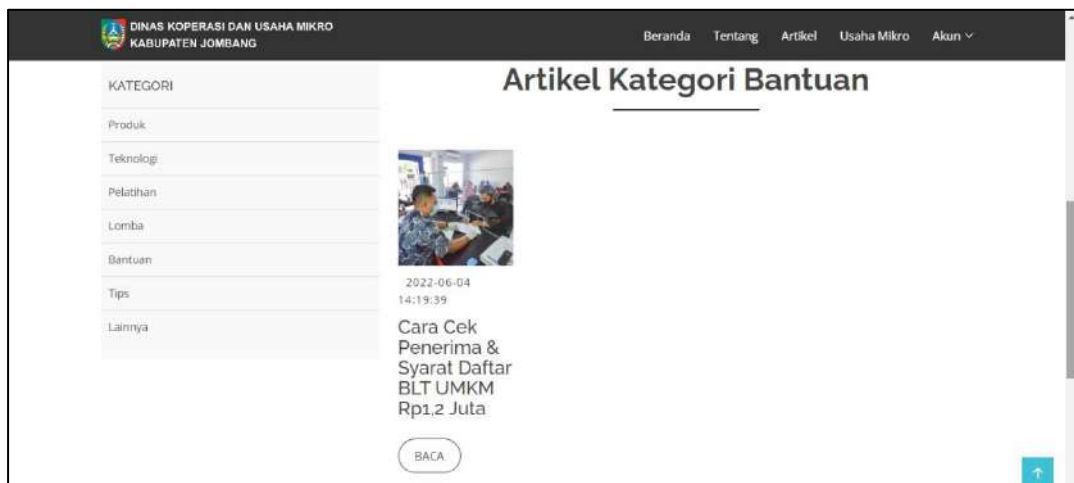 DINAS KOPERASI DAN USAHA MIKRO
KABUPATEN JOMBANG
Beranda Tentang Artikel Usaha Mikro Akun
KATEGORI
Produk
Teknologi
Pelatihan
Lomba
Bantuan
Tips
Lainnya
Artikel Kategori Bantuan
2022-06-04
14:19:39
Cara Cek
Penerima &
Syarat Daftar
BLT UMKM
Rp1,2 Juta
BACA